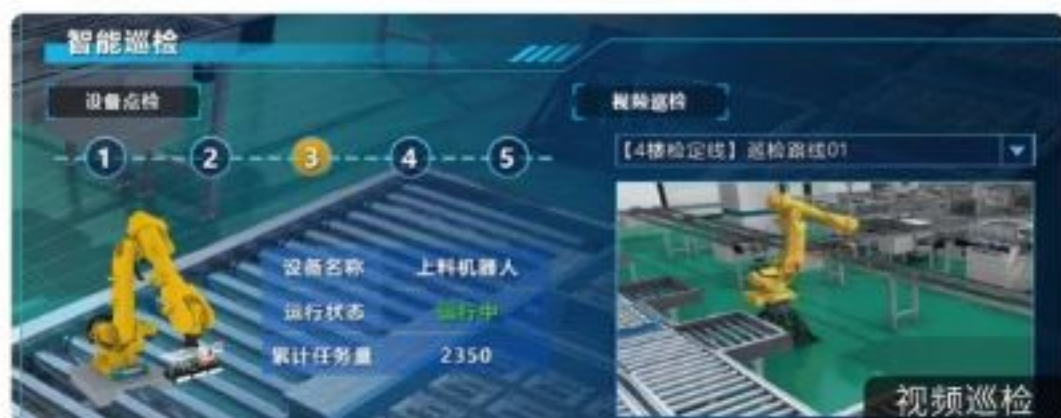 智能巡检
设备点检
1 2 3 4 5
设备名称 上料机器人
运行状态 运行中
累计任务量 2350
视频巡检
【4楼检定线】巡检路线01
视频巡检